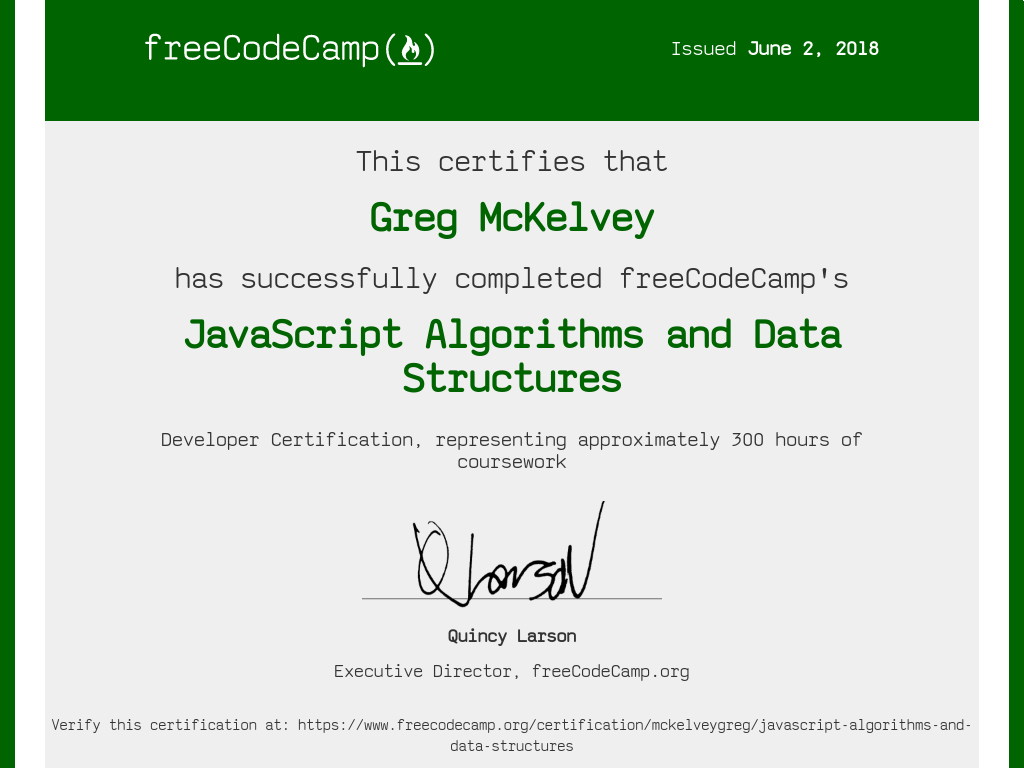 freeCodeCamp(🔥)
Issued June 2, 2018
This certifies that
Greg McKelvey
has successfully completed freeCodeCamp's
JavaScript Algorithms and Data
Structures
Developer Certification, representing approximately 300 hours of
coursework
Q Larson
Quincy Larson
Executive Director, freeCodeCamp.org
Verify this certification at: https://www.freecodecamp.org/certification/mckelveygreg/javascript-algorithms-and-
data-structures